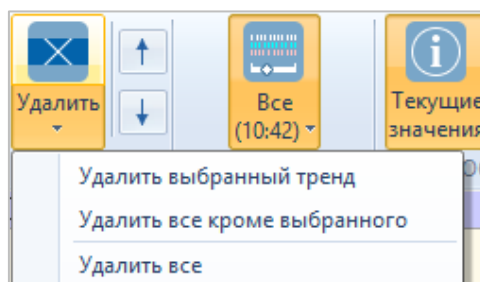 Удалить
Все
(10:42)
Текущие
значения
Удалить выбранный тренд
Удалить все кроме выбранного
Удалить все